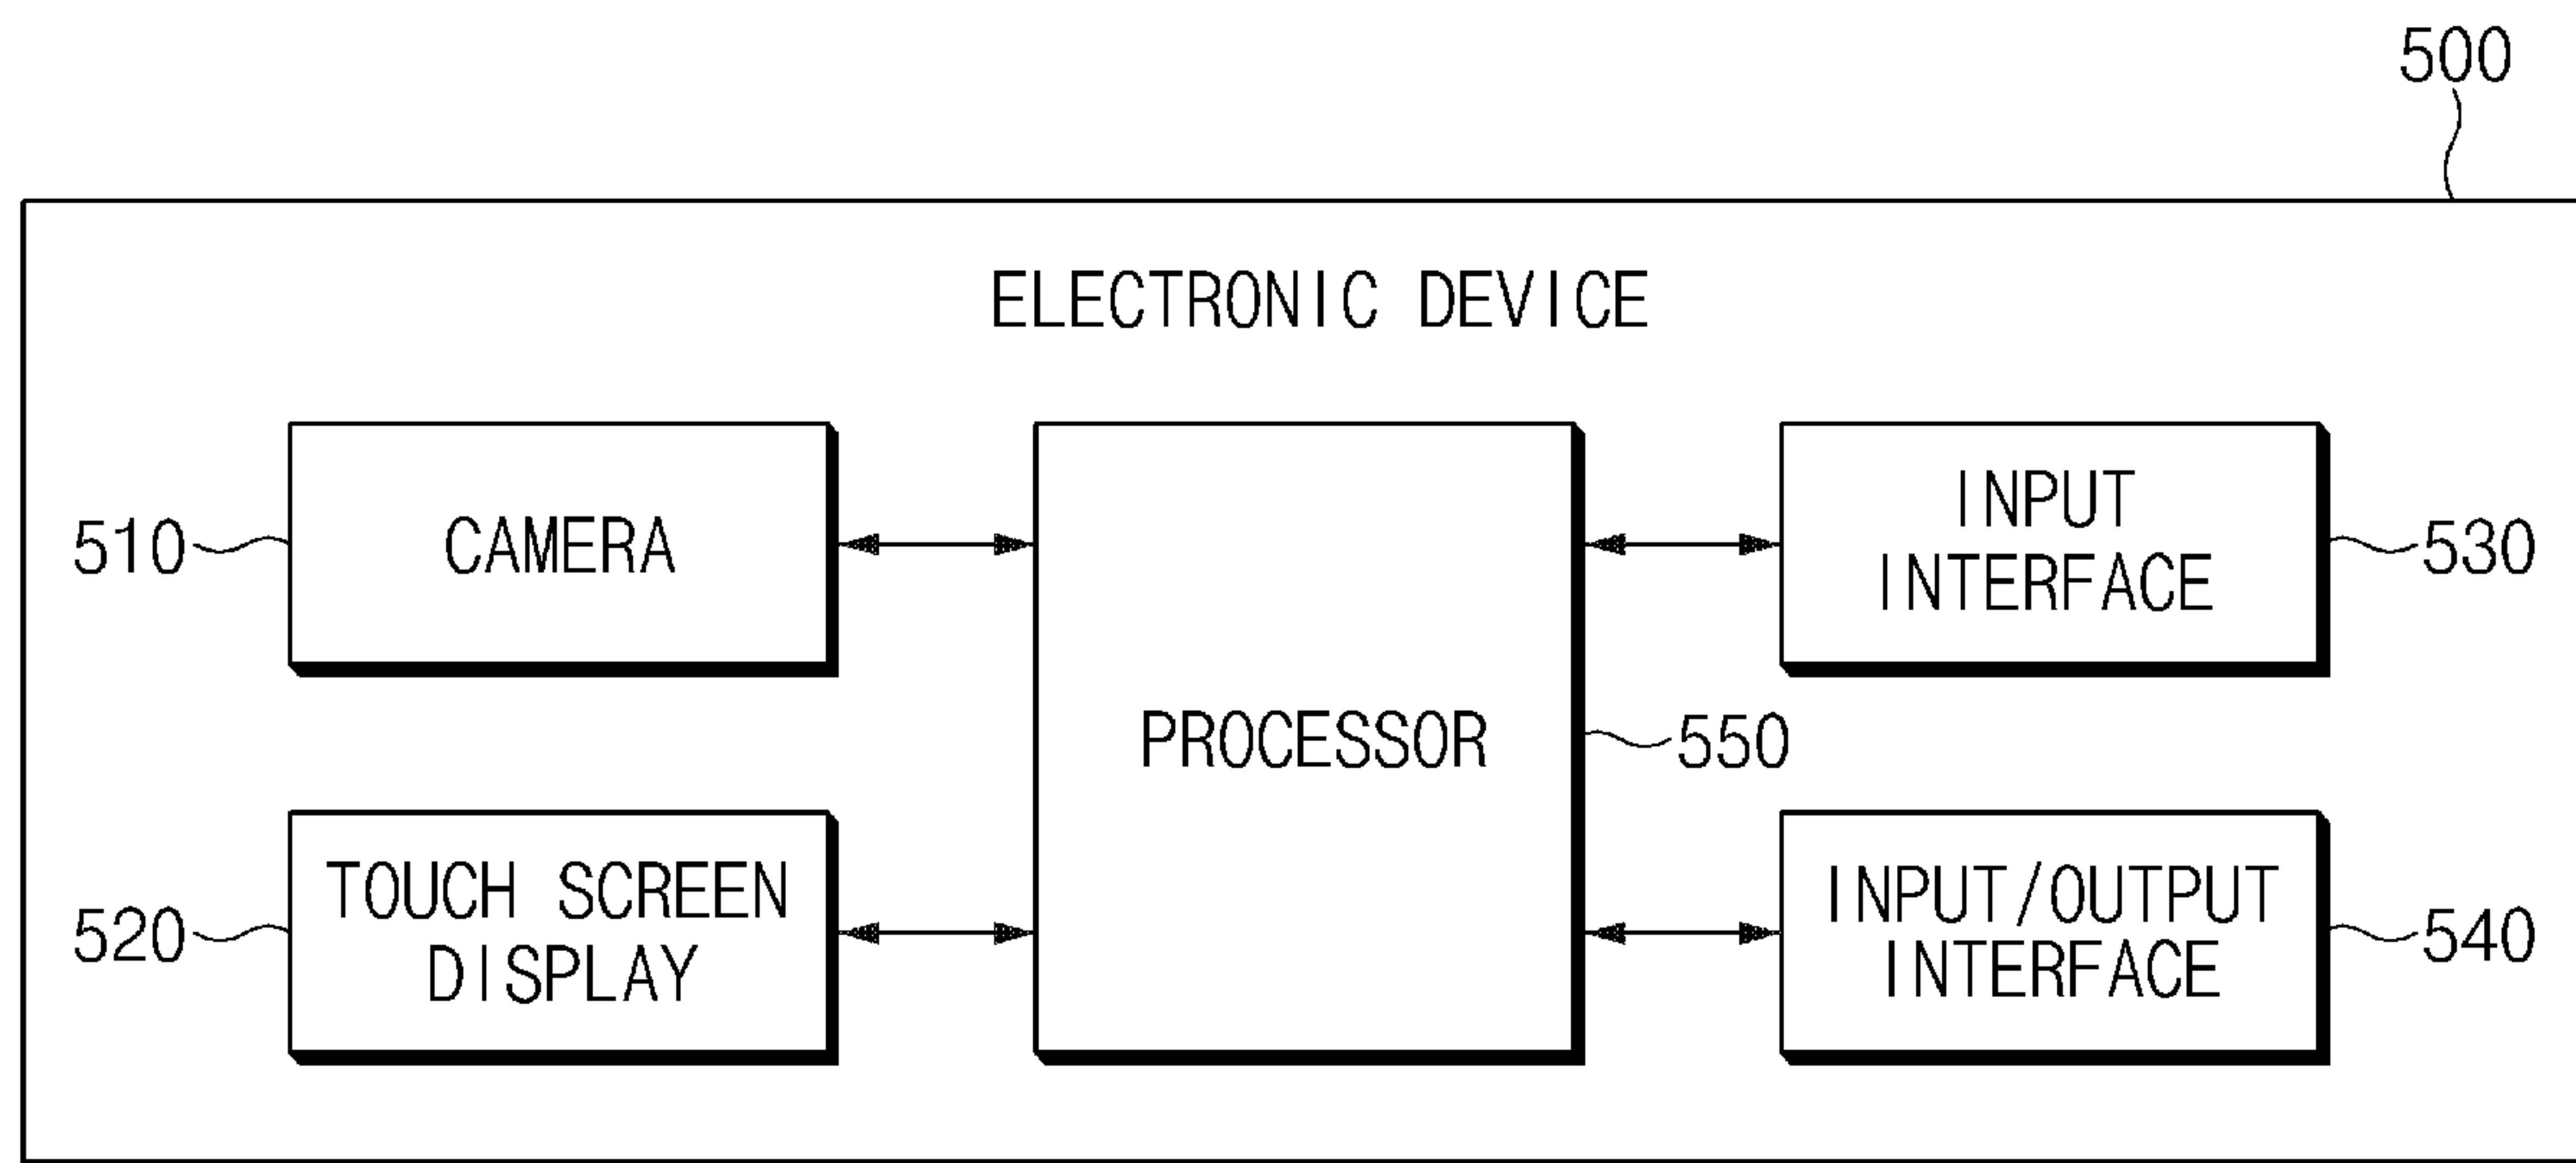 500
ELECTRONIC DEVICE
510
CAMERA
PROCESSOR
550
INPUT
INTERFACE
530
520
TOUCH SCREEN
DISPLAY
INPUT/OUTPUT
INTERFACE
540